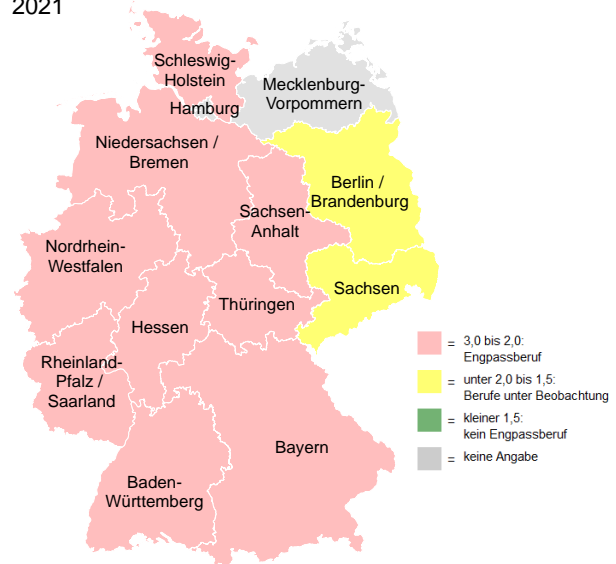 2021
Schleswig-
Holstein
Mecklenburg-
Vorpommern
Hamburg
Niedersachsen /
Bremen
Berlin /
Brandenburg
Sachsen-
Anhalt
Nordrhein-
Westfalen
Sachsen
Thüringen
Hessen
Rheinland-
Pfalz /
Saarland
Bayern
Baden-
Württemberg
= 3,0 bis 2,0:
Engpassberuf
= unter 2,0 bis 1,5:
Berufe unter Beobachtung
= kleiner 1,5:
kein Engpassberuf
= keine Angabe